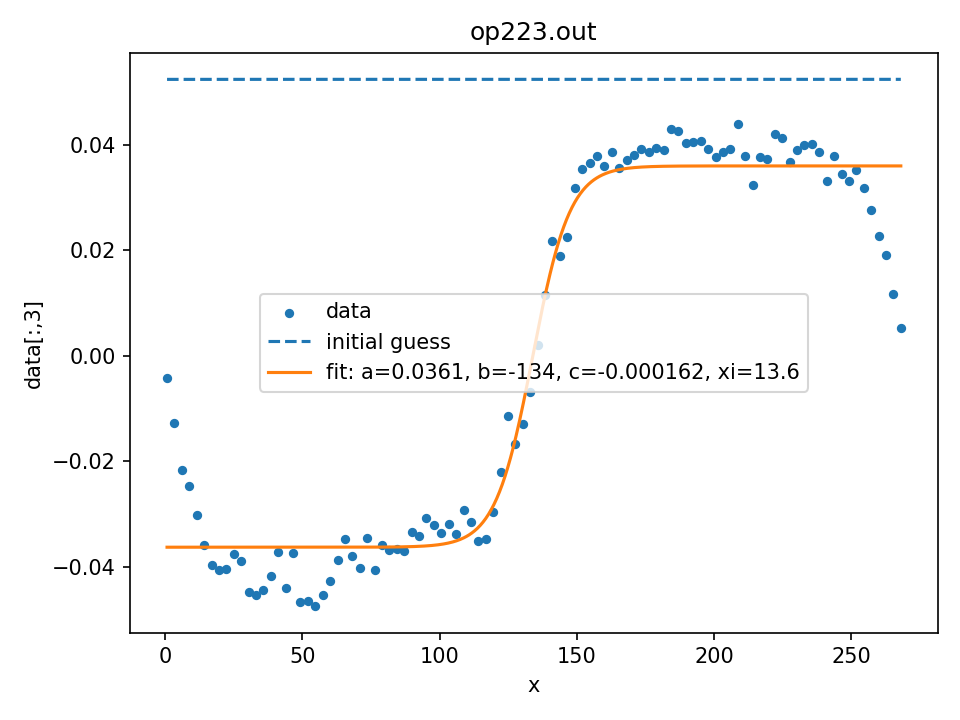 op223.out
0.04
0.02
0.00
−0.02
−0.04
data[:,3]
data
initial guess
fit: a=0.0361, b=-134, c=-0.000162, xi=13.6
0
50
100
150
200
250
x